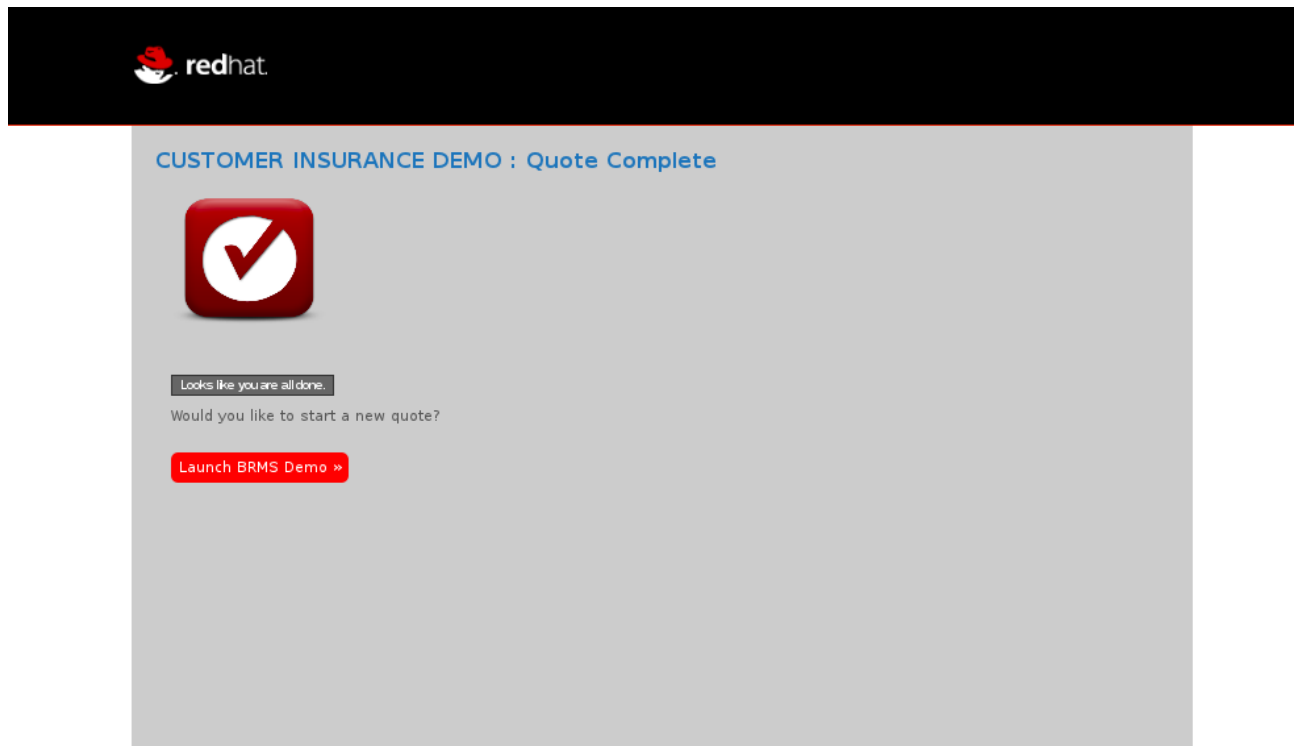 redhat.
CUSTOMER INSURANCE DEMO : Quote Complete
Looks like you are all done.
Would you like to start a new quote?
Launch BRMS Demo »